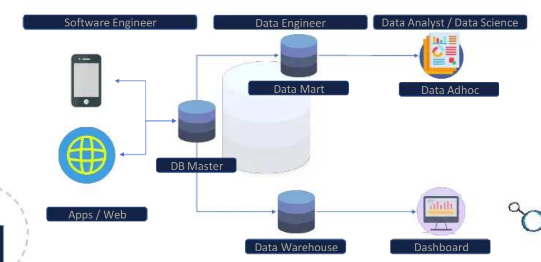 Software Engineer
Data Engineer
Data Analyst / Data Science
Data Mart
Data Adhoc
DB Master
Apps / Web
Data Warehouse
Dashboard